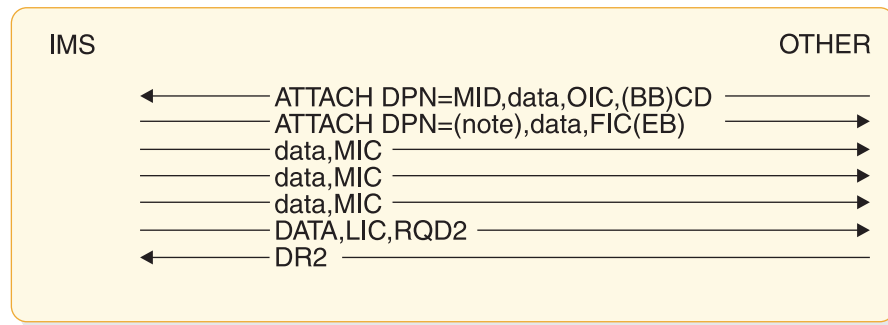 IMS OTHER
ATTACH DPN=MID,data,OIC,(BB)CD
ATTACH DPN=(note),data,FIC(EB)
data,MIC
data,MIC
data,MIC
DATA,LIC,RQD2
DR2